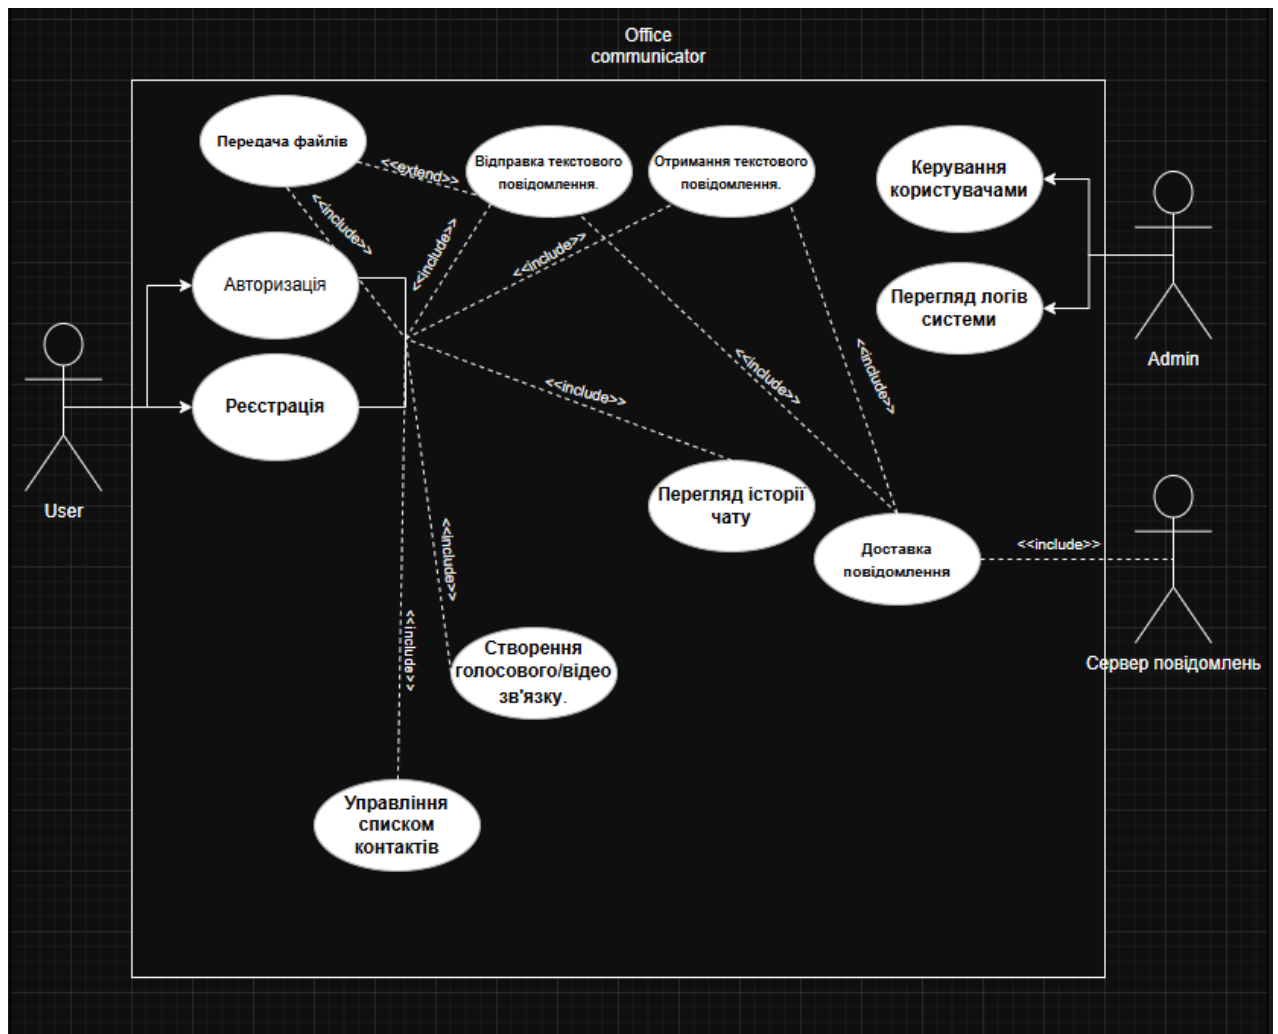 Office
communicator
Передача файлів
<<extend>>
Відправка текстового
повідомлення.
Отримання текстового
повідомлення.
Керування
користувачами
<<include>>
<<include>>
<<include>>
Авторизація
Перегляд логів
системи
Admin
Реєстрація
<<include>>
<<include>>
<<include>>
User
Перегляд історії
чату
Доставка
повідомлення
<<include>>
Сервер повідомлень
<<include>>
<<include>>
Створення
голосового/відео
зв'язку.
Управління
списком
контактів